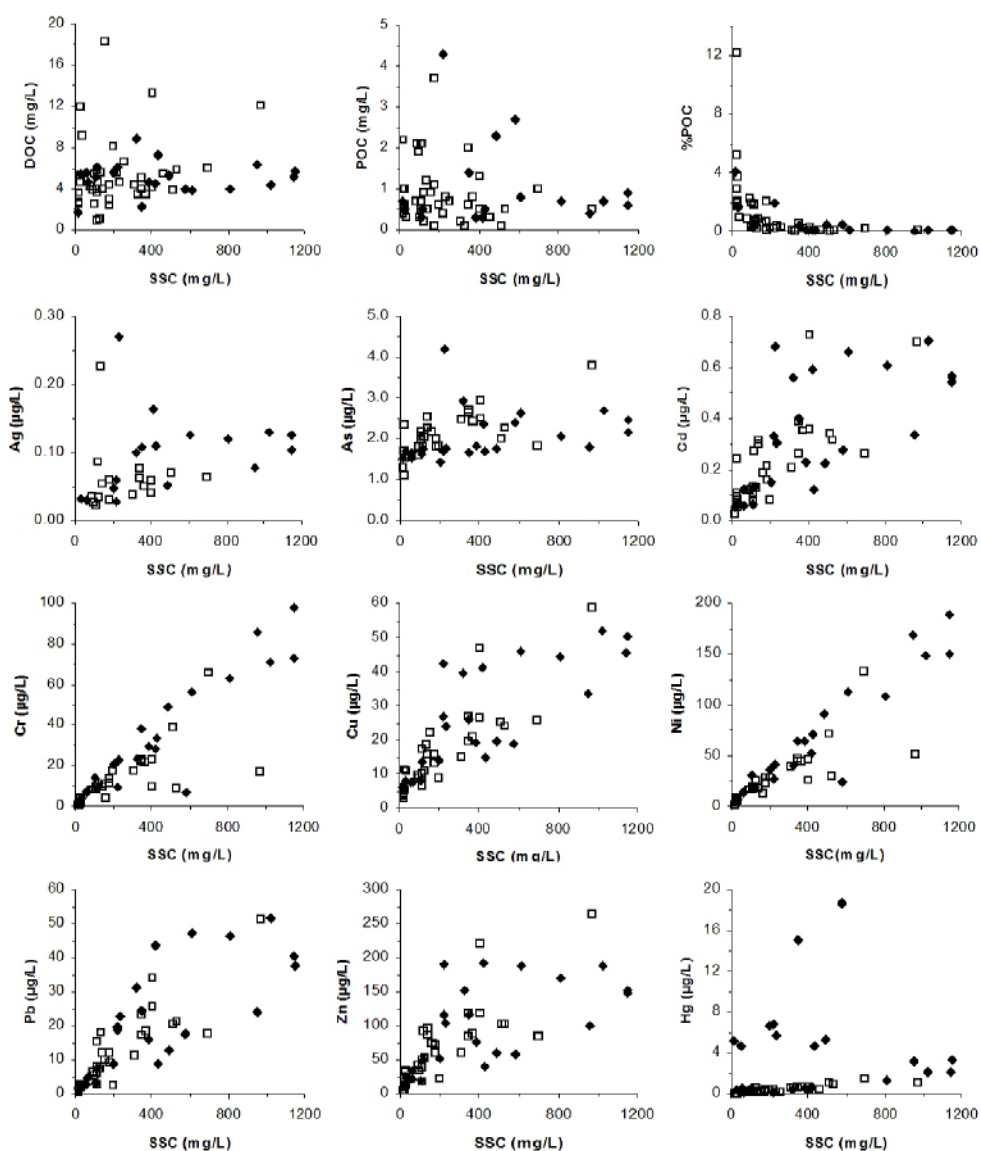 20
16
12
8
4
0
DOC (mg/L)
0 400 800 1200
SSC (mg/L)
5
4
3
2
1
0
POC (mg/L)
0 400 800 1200
SSC (mg/L)
12
8
4
0
%POC
0 400 800 1200
SSC (mg/L)
0.30
0.20
0.10
0.00
Ag (µg/L)
0 400 800 1200
SSC (mg/L)
5.0
4.0
3.0
2.0
1.0
0.0
As (µg/L)
0 400 800 1200
SSC (mg/L)
0.8
0.6
0.4
0.2
0.0
Cd (µg/L)
0 400 800 1200
SSC (mg/L)
100
80
60
40
20
0
Cr (µg/L)
0 400 800 1200
SSC (mg/L)
60
50
40
30
20
10
0
Cu (µg/L)
0 400 800 1200
SSC (mg/L)
200
150
100
50
0
Ni (µg/L)
0 400 800 1200
SSC(mg/L)
60
50
40
30
20
10
0
Pb (µg/L)
0 400 800 1200
SSC (mg/L)
300
250
200
150
100
50
0
Zn (µg/L)
0 400 800 1200
SSC (mg/L)
20
16
12
8
4
0
Hg (µg/L)
0 400 800 1200
SSC (mg/L)